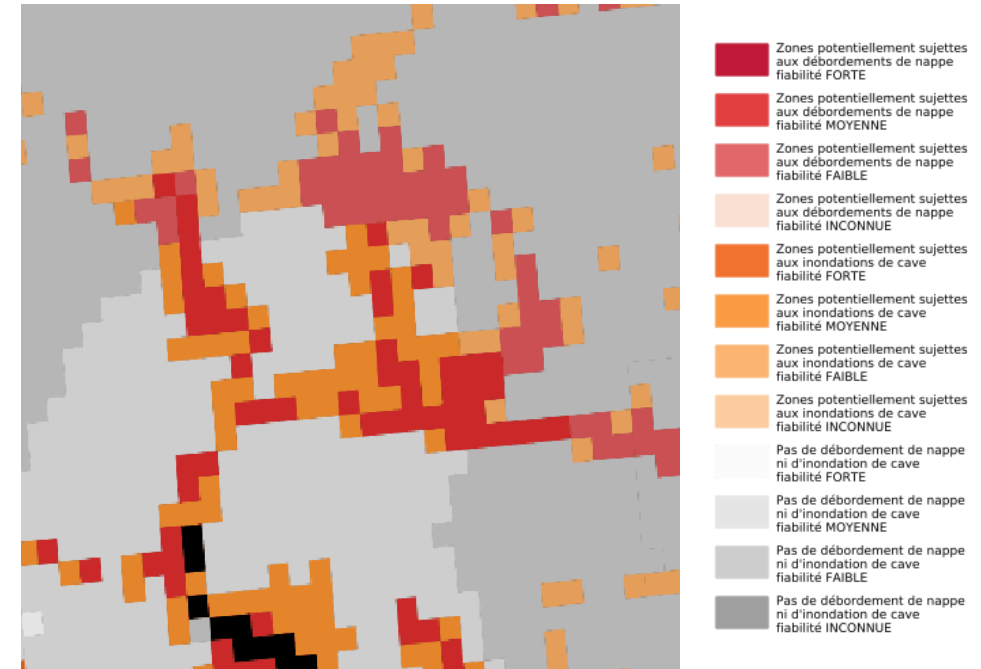 Zones potentiellement sujettes
aux débordements de nappe
fiabilité FORTE
Zones potentiellement sujettes
aux débordements de nappe
fiabilité MOYENNE
Zones potentiellement sujettes
aux débordements de nappe
fiabilité FAIBLE
Zones potentiellement sujettes
aux débordements de nappe
fiabilité INCONNUE
Zones potentiellement sujettes
aux inondations de cave
fiabilité FORTE
Zones potentiellement sujettes
aux inondations de cave
fiabilité MOYENNE
Zones potentiellement sujettes
aux inondations de cave
fiabilité FAIBLE
Zones potentiellement sujettes
aux inondations de cave
fiabilité INCONNUE
Pas de débordement de nappe
ni d'inondation de cave
fiabilité FORTE
Pas de débordement de nappe
ni d'inondation de cave
fiabilité MOYENNE
Pas de débordement de nappe
ni d'inondation de cave
fiabilité FAIBLE
Pas de débordement de nappe
ni d'inondation de cave
fiabilité INCONNUE